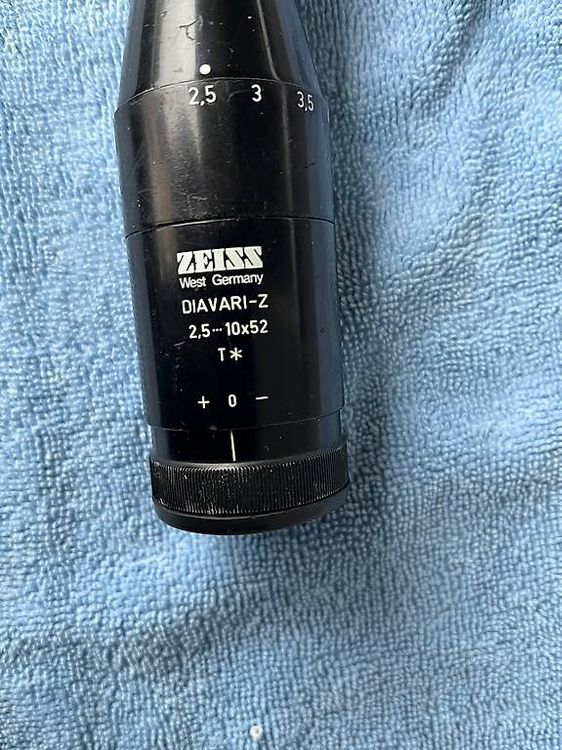 2,5 3 3,5
ZEISS
West Germany
DIAVARI-Z
2,5···10x52
T*
+ 0 −